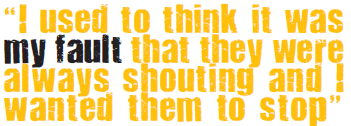 “I used to think it was
my fault that they were
always shouting and I
wanted them to stop”